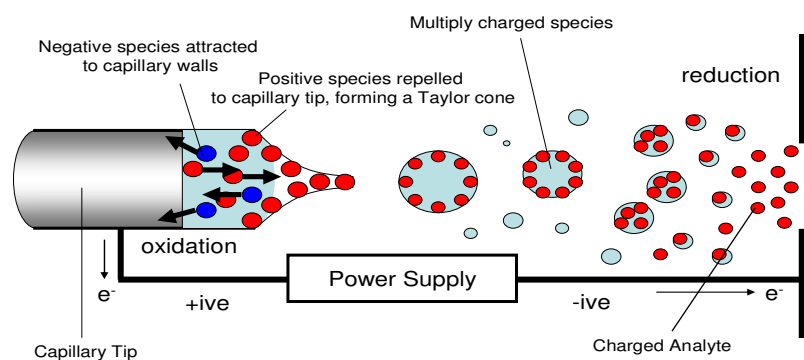 Multiply charged species
Negative species attracted
to capillary walls
Positive species repelled
to capillary tip, forming a Taylor cone
reduction
oxidation
e-
+ive
Power Supply
-ive
e-
Capillary Tip
Charged Analyte